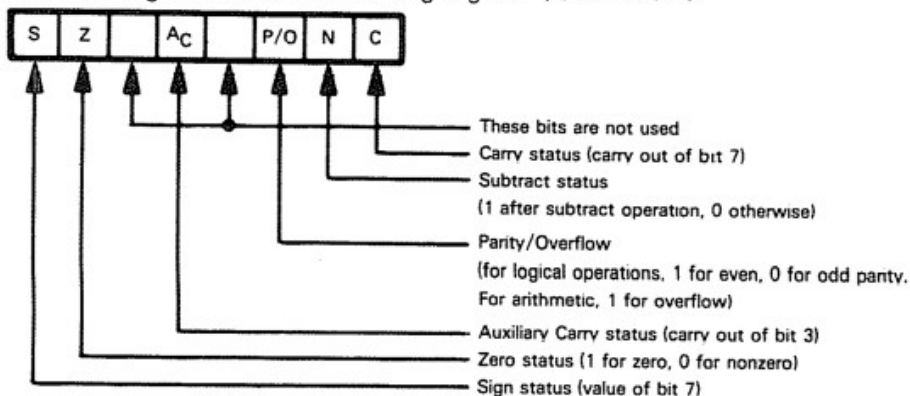 S Z A_C P/O N C
These bits are not used
Carry status (carry out of bit 7)
Subtract status
(1 after subtract operation, 0 otherwise)
Parity/Overflow
(for logical operations, 1 for even, 0 for odd parity.
For arithmetic, 1 for overflow)
Auxiliary Carry status (carry out of bit 3)
Zero status (1 for zero, 0 for nonzero)
Sign status (value of bit 7)